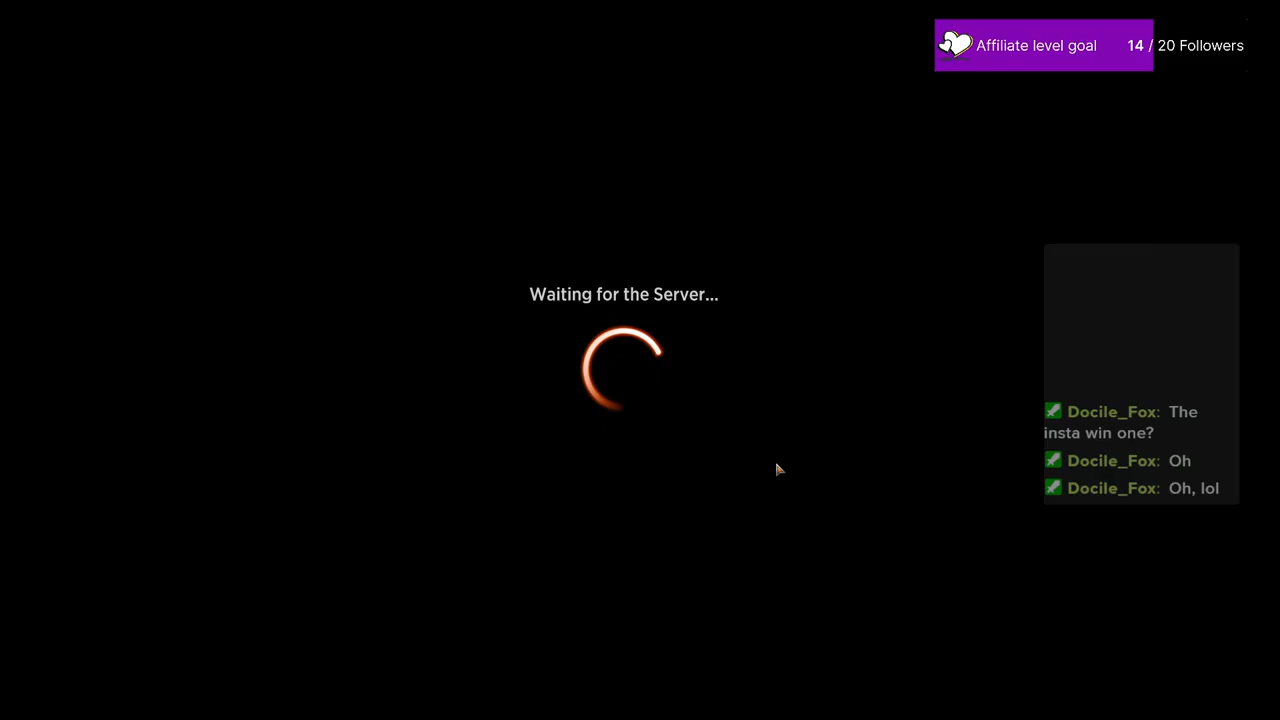 Affiliate level goal 14 / 20 Followers
Waiting for the Server...
Docile_Fox: The
insta win one?
Docile_Fox: Oh
Docile_Fox: Oh, lol